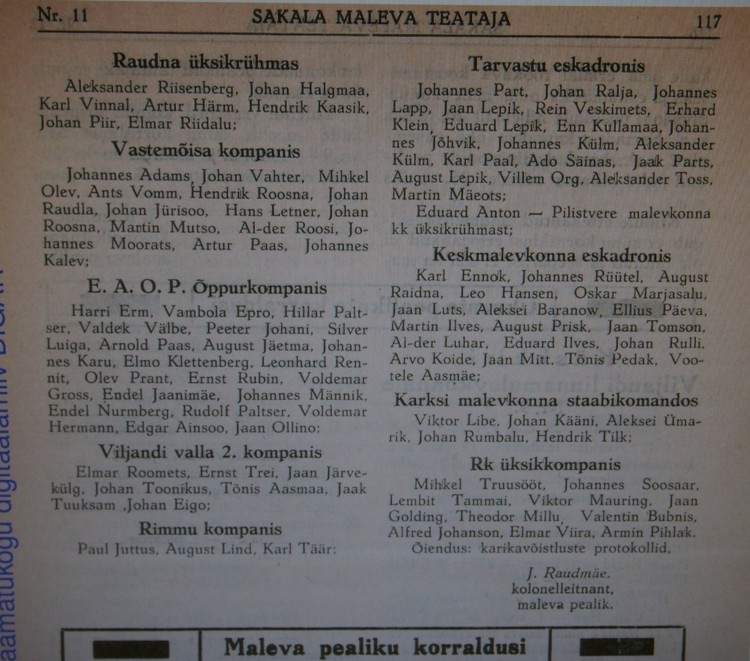 Nr. 11
SAKALA MALEVA TEATAJA
117
Raudna üksikrühmas
Aleksander Riisenberg, Johan Halgmaa,
Karl Vinnal, Artur Härm, Hendrik Kaasik,
Johan Piir, Elmar Riidalu;
Vastemõisa kompanis
Johannes Adams, Johan Vahter, Mihkel
Olev, Ants Vomm, Hendrik Roosna, Johan
Raudla, Johan Jürisoo, Hans Letner, Johan
Roosna, Martin Mutso, Al-der Roosi, Jo-
hannes Moorats, Artur Paas, Johannes
Kalev;
E. A. O. P. Õppurkompanis
Harri Erm, Vambola Epro, Hillar Palt-
ser, Valdek Välbe, Peeter Johani, Silver
Luiga, Arnold Paas, August Jäetma, Johan-
nes Karu, Elmo Klettenberg, Leonhard Ren-
nit, Olev Prant, Ernst Rubin, Voldemar
Gross, Endel Jaanimäe, Johannes Männik,
Endel Nurmberg, Rudolf Paltser, Voldemar
Hermann, Edgar Ainsoo, Jaan Ollino;
Viljandi valla 2. kompanis
Elmar Roomets, Ernst Trei, Jaan Järve-
külg, Johan Toonikus, Tõnis Aasmaa, Jaak
Tuuksam ,Johan Eigo;
Rimmu kompanis
Paul Juttus, August Lind, Karl Täär:
Tarvastu eskadronis
Johannes Part, Johan Ralja, Johannes
Lapp, Jaan Lepik, Rein Veskimets, Erhard
Klein, Eduard Lepik, Enn Kullamaa, Johan-
nes Jõhvik, Johannes Külm, Aleksander
Külm, Karl Paal, Ado Säinas, Jaak Parts,
August Lepik, Villem Org, Aleksander Toss,
Martin Mäeots;
Eduard Anton — Pilistvere malevkonna
kk üksikrühmast;
Keskmalevkonna eskadronis
Karl Ennok, Johannes Rüütel, August
Raidna, Leo Hansen, Oskar Marjasalu,
Jaan Luts, Aleksei Baranow, Ellius Päeva,
Martin Ilves, August Prisk, Jaan Tomson,
Al-der Luhar, Eduard Ilves, Johan Rulli,
Arvo Koide, Jaan Mitt, Tõnis Pedak, Voo-
tele Aasmäe;
Karksi malevkonna staabikomandos
Viktor Libe, Johan Kääni, Aleksei Üma-
rik, Johan Rumbalu, Hendrik Tilk;
Rk üksikkompanis
Mihkel Truusööt, Johannes Soosaar,
Lembit Tammai, Viktor Mauring, Jaan
Golding, Theodor Millu, Valentin Bubnis,
Alfred Johanson, Elmar Viira, Armin Pihlak.
Õiendus: karikavõistluste protokollid.
J. Raudmäe,
kolonelleitnant,
maleva pealik.
Maleva pealiku korraldusi